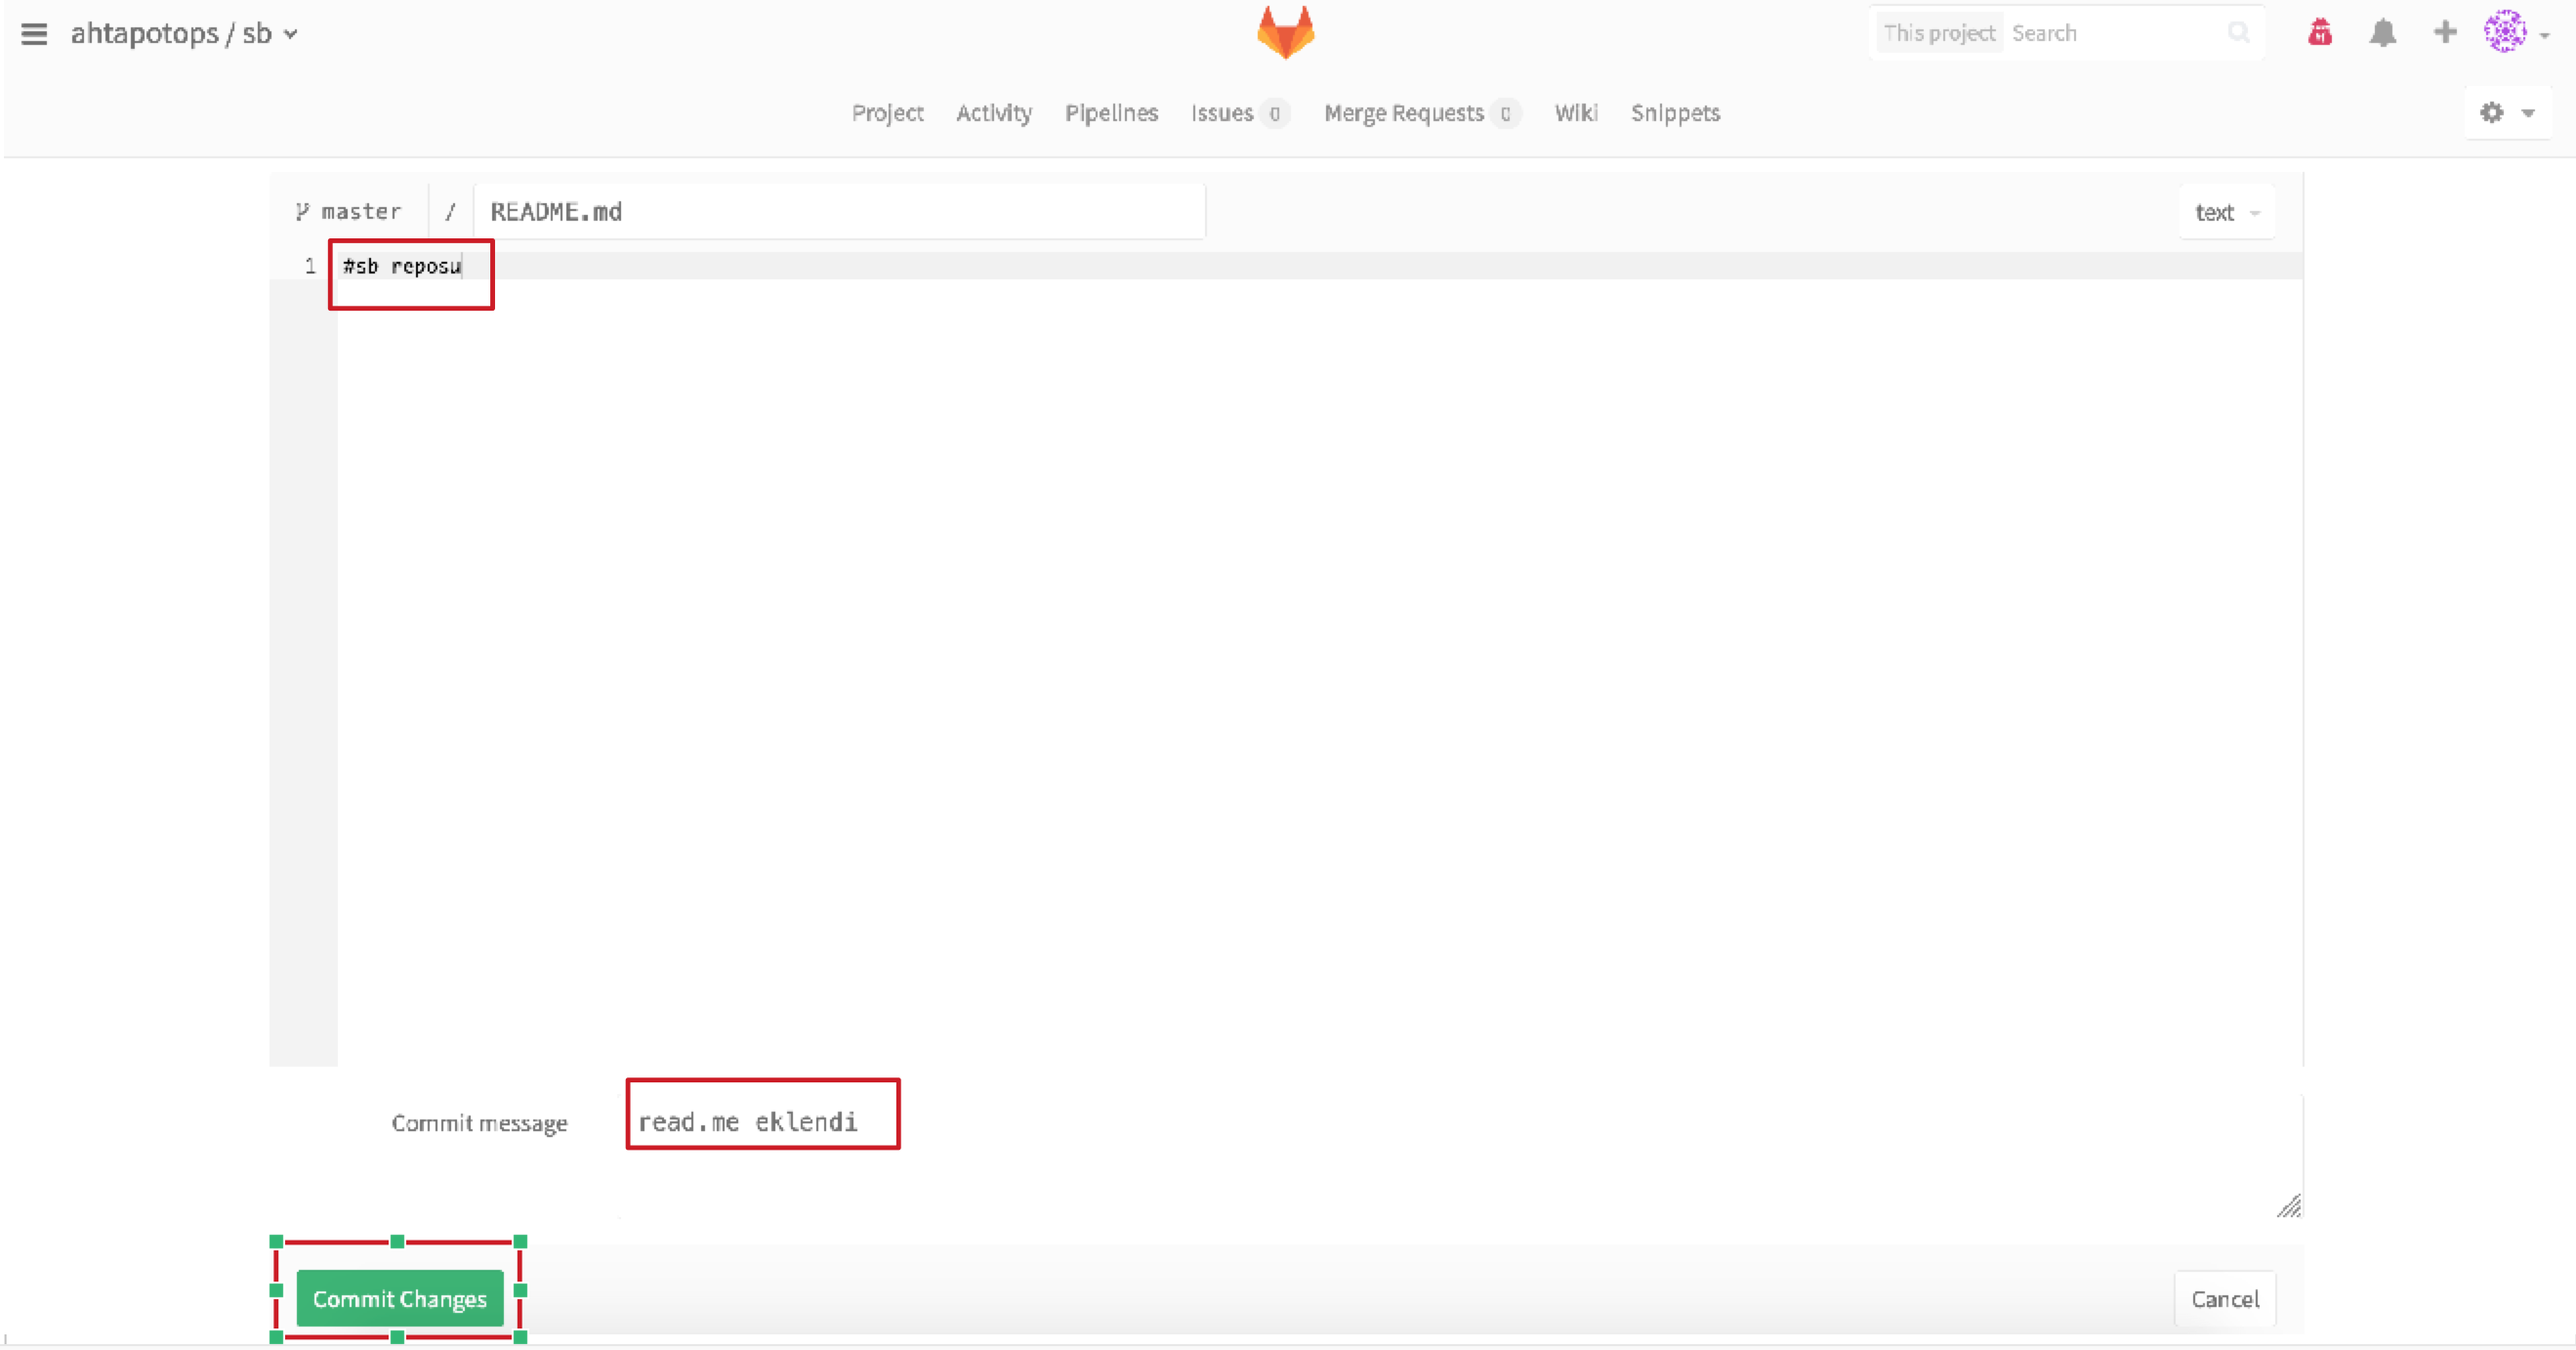 ahtapotops / sb
This project Search
Project Activity Pipelines Issues 0 Merge Requests 0 Wiki Snippets
master / README.md
text
1 #sb reposu
Commit message
read.me eklendi
Commit Changes
Cancel